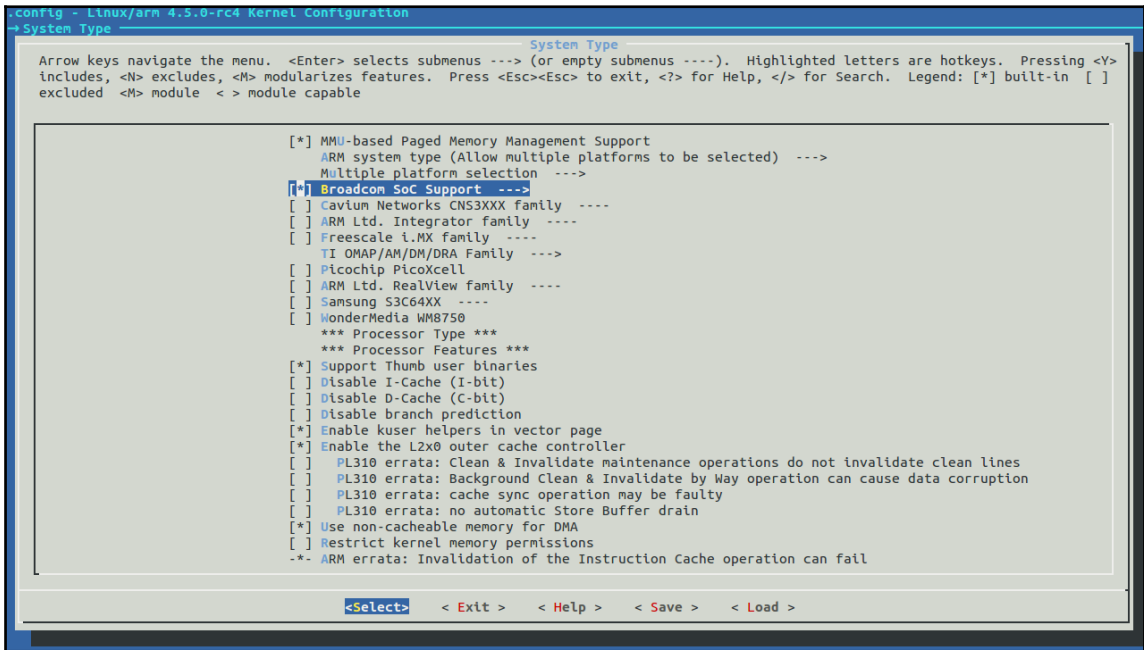 .config - Linux/arm 4.5.0-rc4 Kernel Configuration
→ System Type
System Type
Arrow keys navigate the menu.  <Enter> selects submenus ---> (or empty submenus ----).  Highlighted letters are hotkeys.  Pressing <Y>
includes, <N> excludes, <M> modularizes features.  Press <Esc><Esc> to exit, <?> for Help, </> for Search.  Legend: [*] built-in  [ ]
excluded  <M> module  < > module capable
[*] MMU-based Paged Memory Management Support
ARM system type (Allow multiple platforms to be selected)  --->
Multiple platform selection  --->
[*] Broadcom SoC Support  --->
[ ] Cavium Networks CNS3XXX family  ----
[ ] ARM Ltd. Integrator family  ----
[ ] Freescale i.MX family  ----
TI OMAP/AM/DM/DRA Family  --->
[ ] Picochip PicoXcell
[ ] ARM Ltd. RealView family  ----
[ ] Samsung S3C64XX  ----
[ ] WonderMedia WM8750
*** Processor Type ***
*** Processor Features ***
[*] Support Thumb user binaries
[ ] Disable I-Cache (I-bit)
[ ] Disable D-Cache (C-bit)
[ ] Disable branch prediction
[*] Enable kuser helpers in vector page
[*] Enable the L2x0 outer cache controller
[ ]   PL310 errata: Clean & Invalidate maintenance operations do not invalidate clean lines
[ ]   PL310 errata: Background Clean & Invalidate by Way operation can cause data corruption
[ ]   PL310 errata: cache sync operation may be faulty
[ ]   PL310 errata: no automatic Store Buffer drain
[*] Use non-cacheable memory for DMA
[ ] Restrict kernel memory permissions
-*- ARM errata: Invalidation of the Instruction Cache operation can fail
<Select>    < Exit >    < Help >    < Save >    < Load >